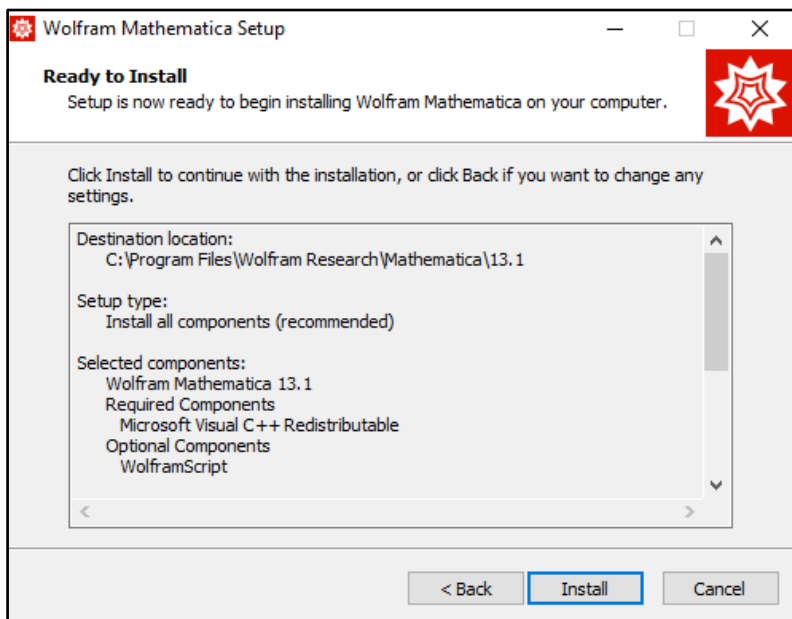 Wolfram Mathematica Setup
Ready to Install
Setup is now ready to begin installing Wolfram Mathematica on your computer.
Click Install to continue with the installation, or click Back if you want to change any
settings.
Destination location:
C:\Program Files\Wolfram Research\Mathematica\13.1
Setup type:
Install all components (recommended)
Selected components:
Wolfram Mathematica 13.1
Required Components
Microsoft Visual C++ Redistributable
Optional Components
WolframScript
< Back
Install
Cancel